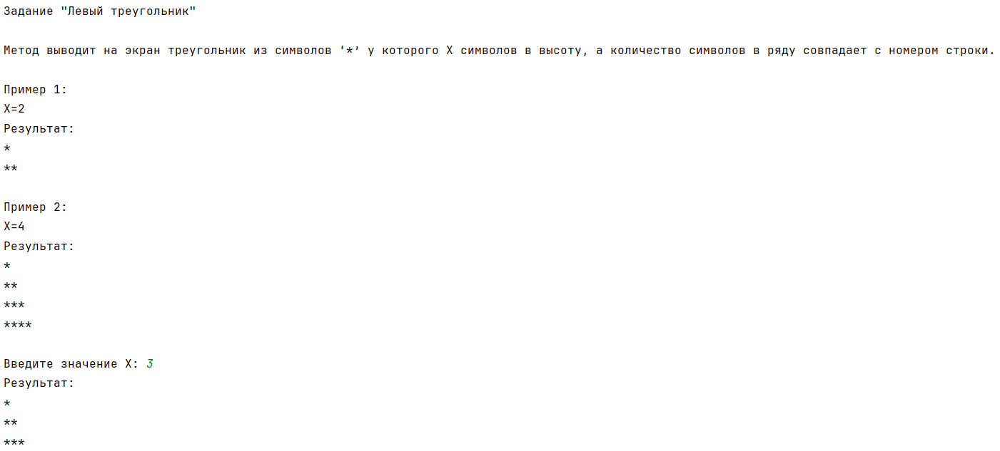 Задание "Левый треугольник"
Метод выводит на экран треугольник из символов ‘*’ у которого X символов в высоту, а количество символов в ряду совпадает с номером строки.
Пример 1:
X=2
Результат:
*
**
Пример 2:
X=4
Результат:
*
**
***
****
Введите значение X: 3
Результат:
*
**
***